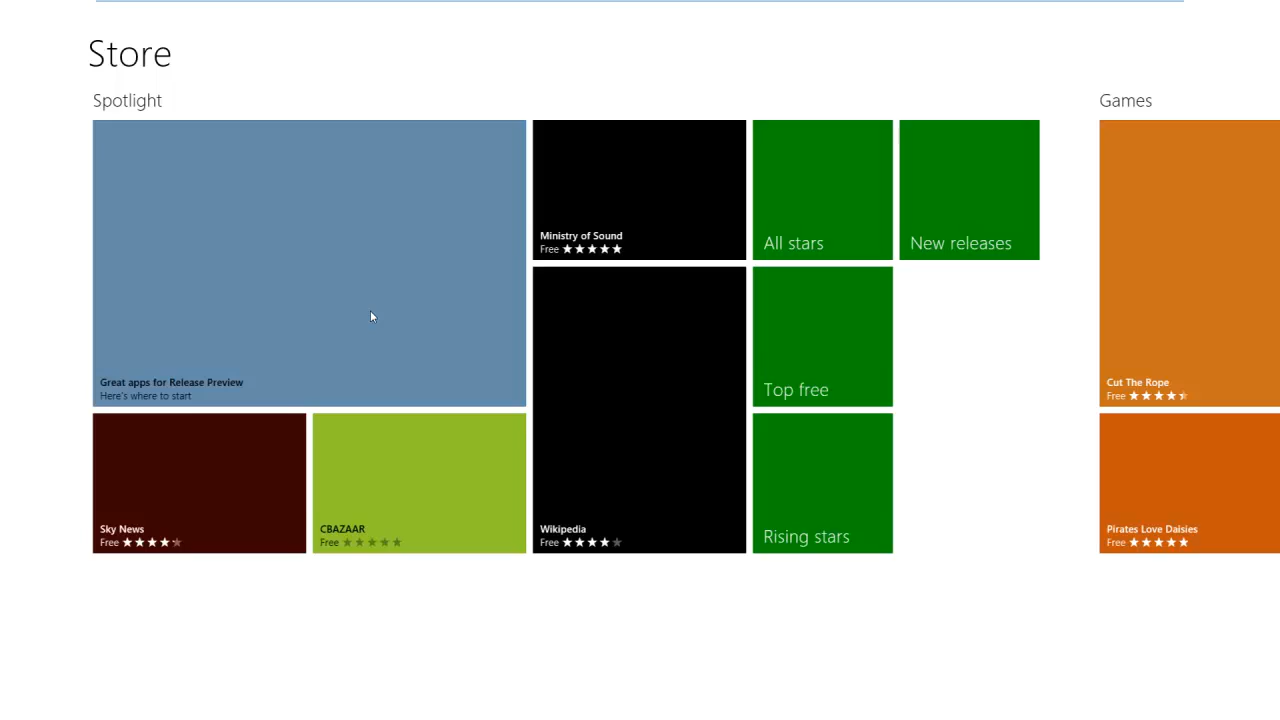 Store
Spotlight
Great apps for Release Preview
Here's where to start
Sky News
Free
CBAZAAR
Free
Ministry of Sound
Free
Wikipedia
Free
All stars
New releases
Top free
Rising stars
Games
Cut The Rope
Free
Pirates Love Daisies
Free